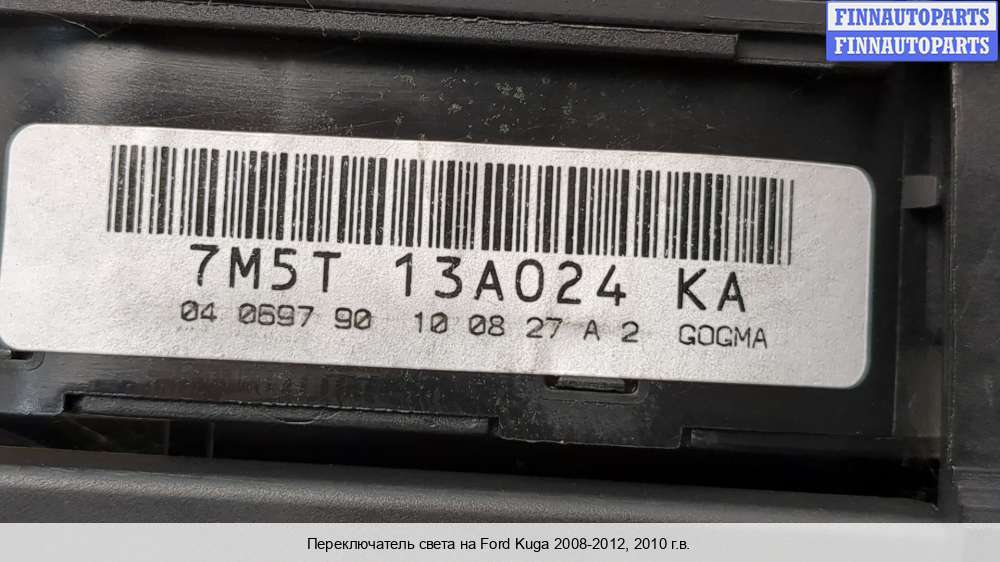 FINNAUTOPARTS
FINNAUTOPARTS
7M5T 13A024 KA
04 0697 90 10 08 27 A 2 GOGMA
Переключатель света на Ford Kuga 2008-2012, 2010 г.в.